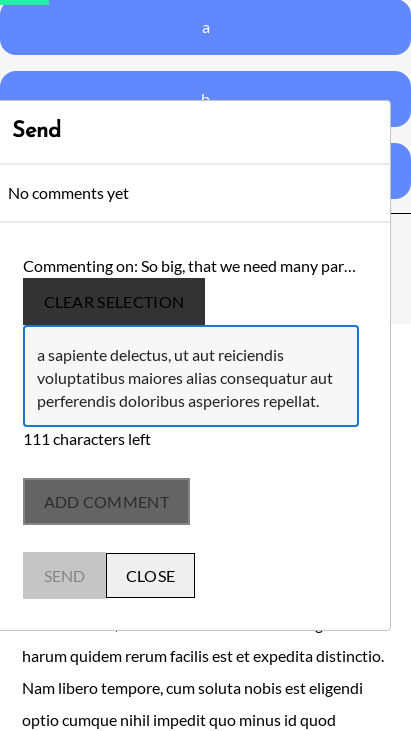 a
b
Send
No comments yet
Commenting on: So big, that we need many par...
CLEAR SELECTION
a sapiente delectus, ut aut reiciendis
voluptatibus maiores alias consequatur aut
perferendis doloribus asperiores repellat.
111 characters left
ADD COMMENT
SEND
CLOSE
harum quidem rerum facilis est et expedita distinctio.
Nam libero tempore, cum soluta nobis est eligendi
optio cumque nihil impedit quo minus id quod